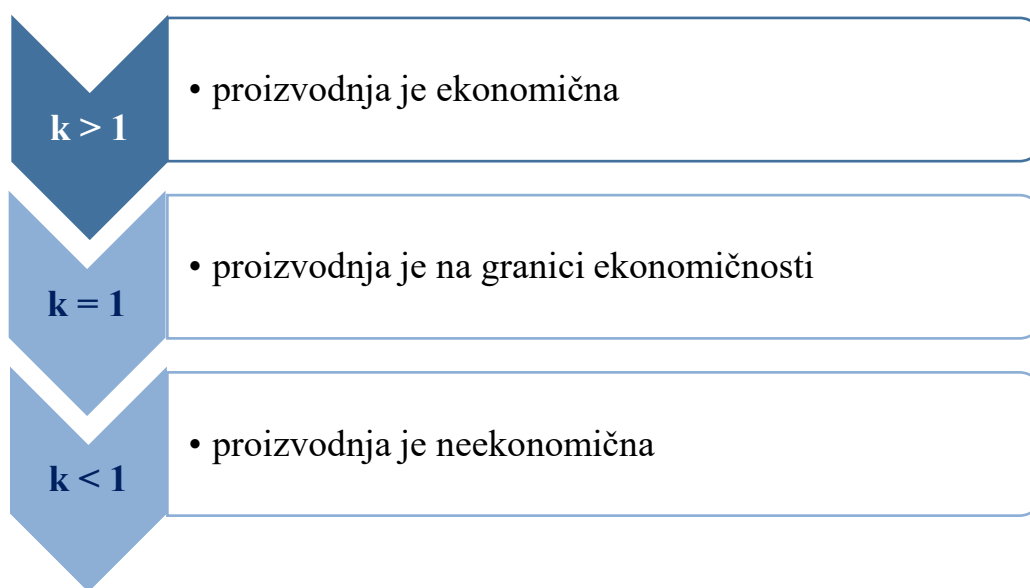 k > 1
• proizvodnja je ekonomična
k = 1
• proizvodnja je na granici ekonomičnosti
k < 1
• proizvodnja je neekonomična